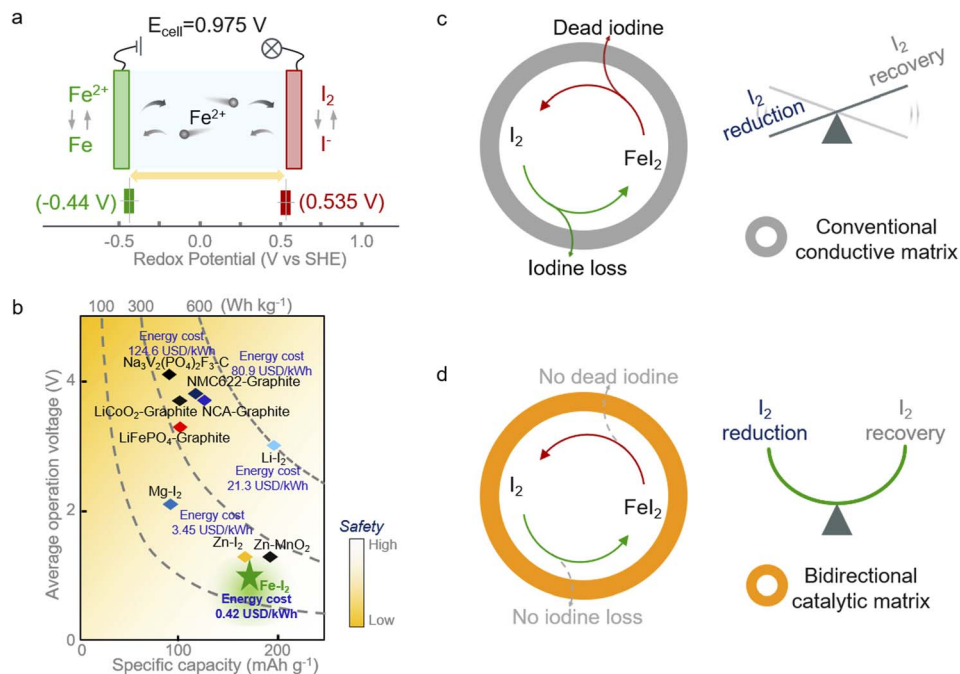 a
E_cell=0.975 V
Fe²⁺
Fe
Fe²⁺
I₂
I⁻
(-0.44 V)
(0.535 V)
-0.5
0.0
0.5
1.0
Redox Potential (V vs SHE)
b
100
300
600
(Wh kg⁻¹)
Energy cost
124.6 USD/kWh
Na₃V₂(PO₄)₂F₃-C
Energy cost
80.9 USD/kWh
NMC622-Graphite
LiCoO₂-Graphite
NCA-Graphite
LiFePO₄-Graphite
Li-I₂
Energy cost
21.3 USD/kWh
Mg-I₂
Energy cost
3.45 USD/kWh
Zn-I₂
Zn-MnO₂
Fe-I₂
Energy cost
0.42 USD/kWh
4
2
0
100
200
Average operation voltage (V)
Specific capacity (mAh g⁻¹)
Safety
High
Low
c
Dead iodine
I₂
FeI₂
Iodine loss
I₂
reduction
I₂
recovery
Conventional
conductive matrix
d
No dead iodine
I₂
FeI₂
No iodine loss
I₂
reduction
I₂
recovery
Bidirectional
catalytic matrix